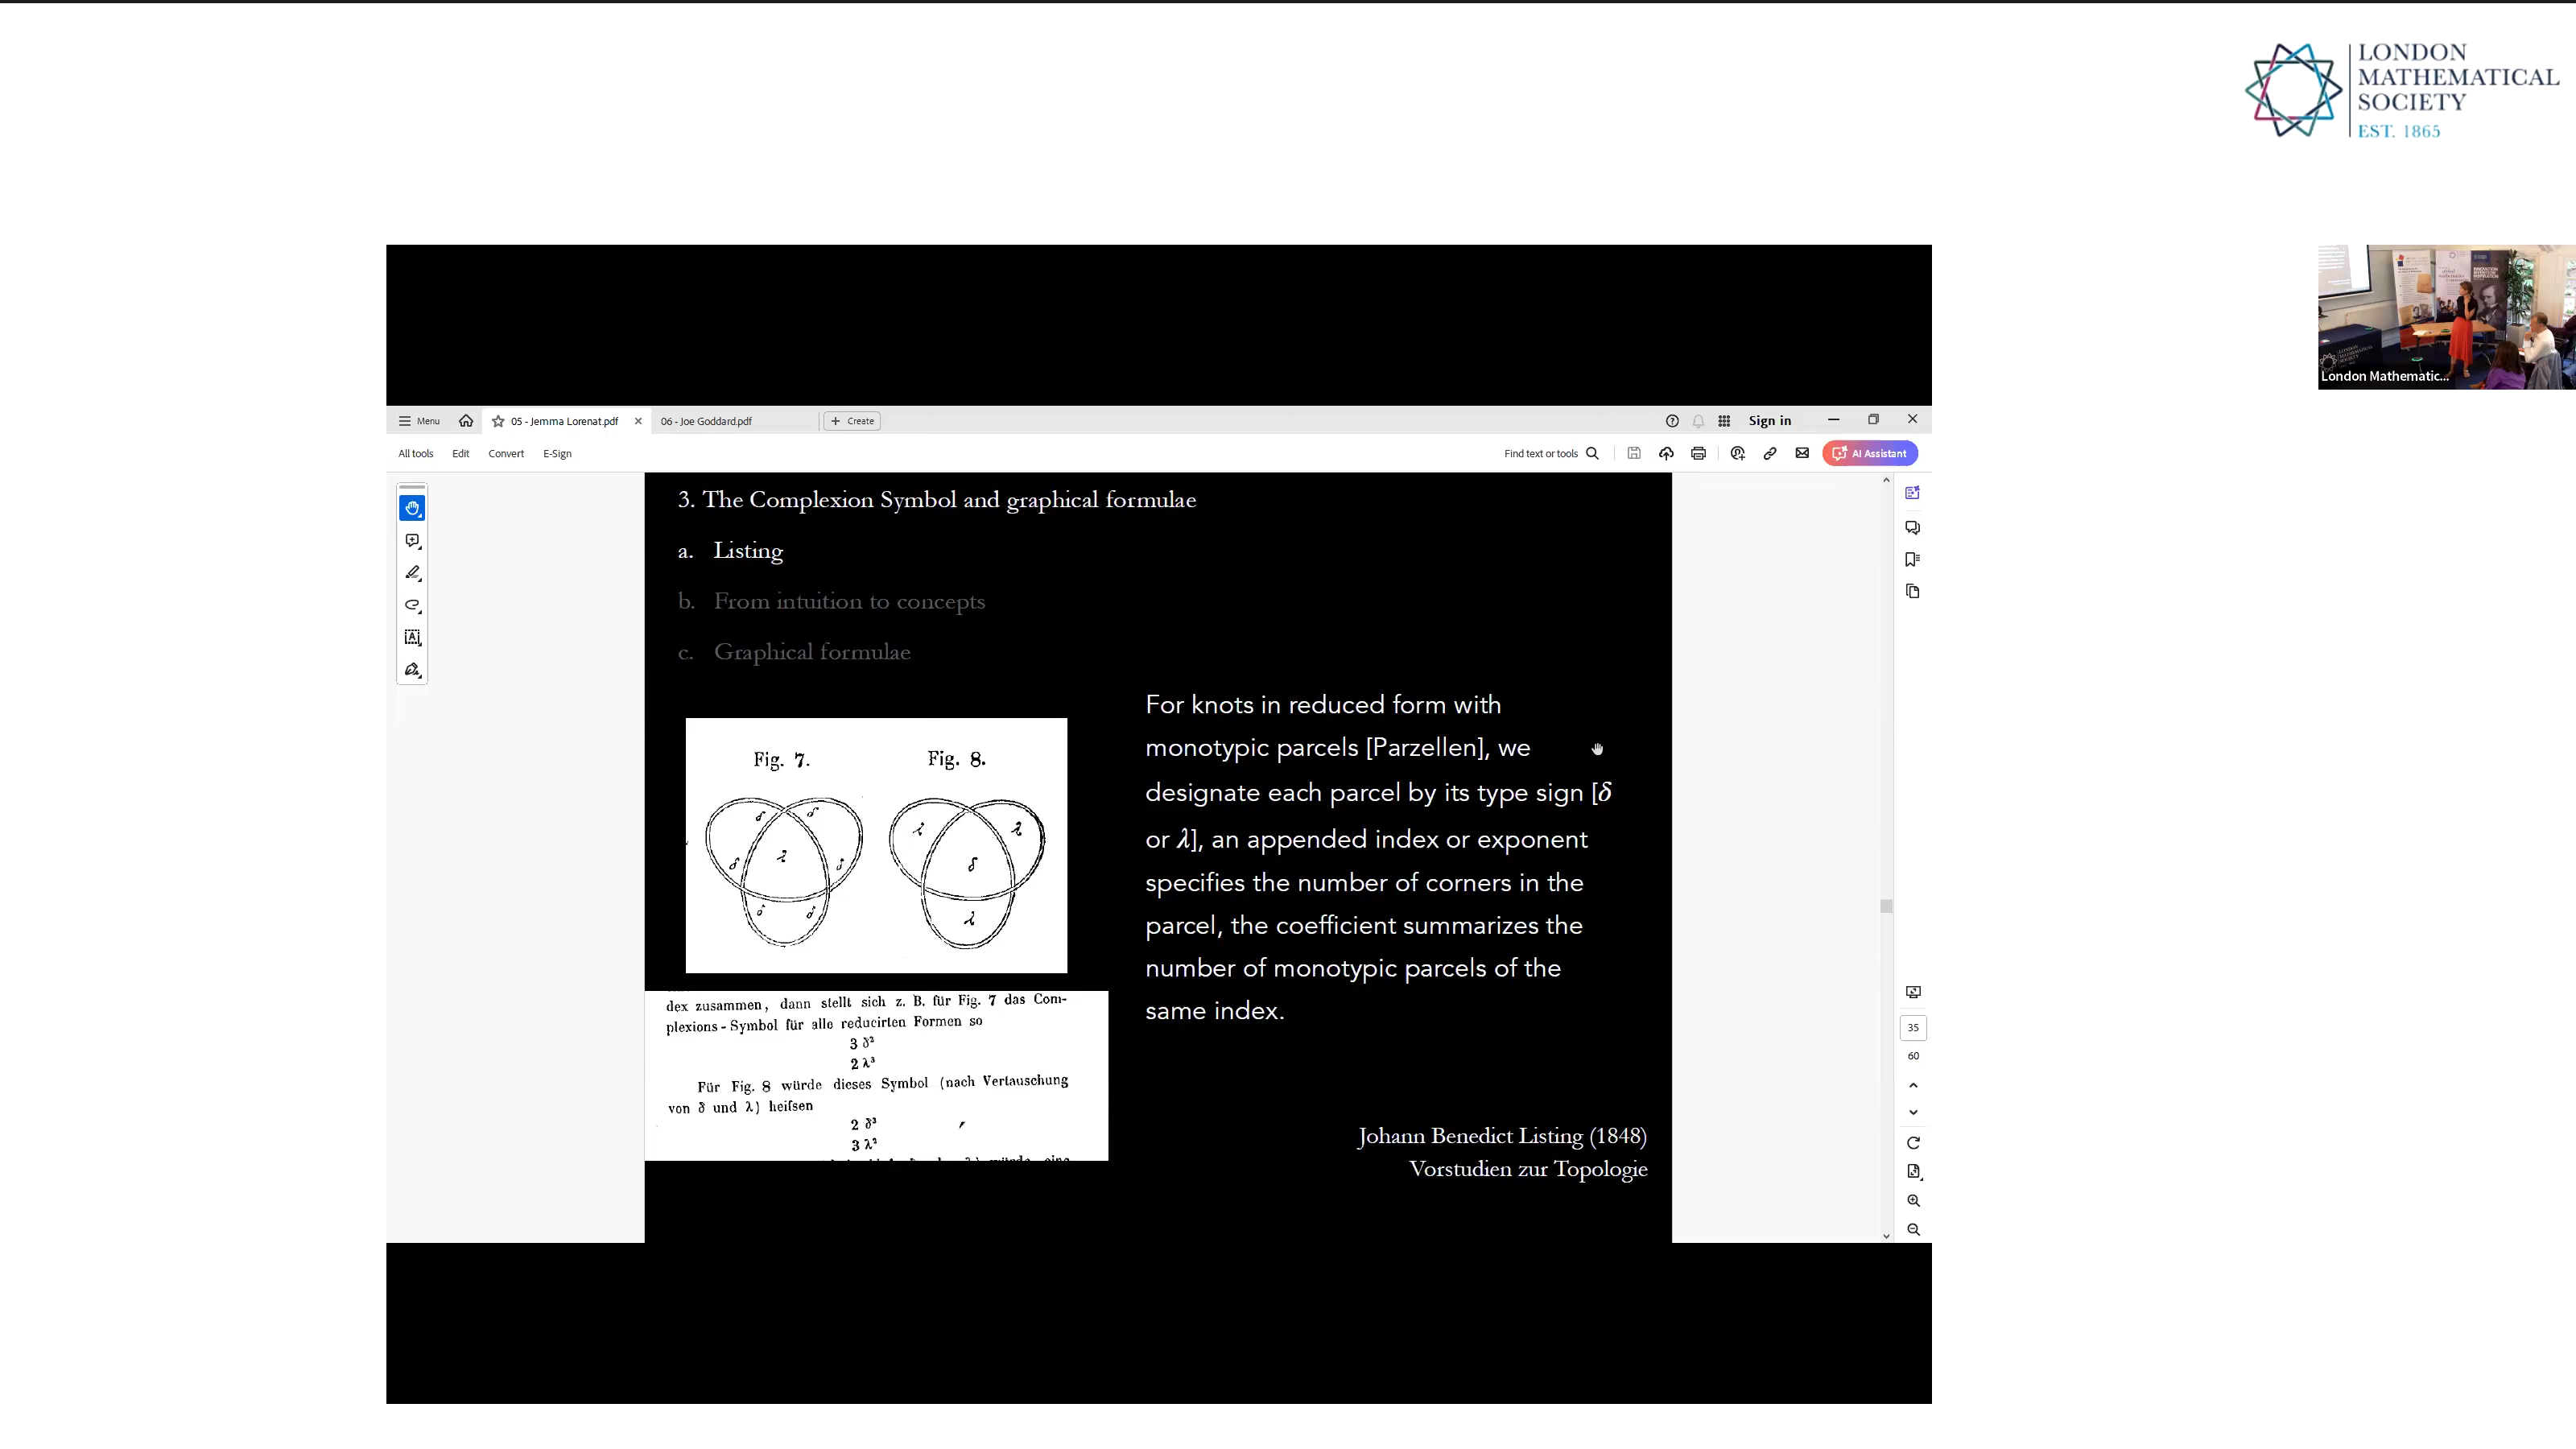 LONDON
MATHEMATICAL
SOCIETY
EST. 1865
London Mathematic...
Menu
05 - Jemma Lorenat.pdf
06 - Joe Goddard.pdf
Create
Sign in
All tools
Edit
Convert
E-Sign
Find text or tools
AI Assistant
3. The Complexion Symbol and graphical formulae
a. Listing
b. From intuition to concepts
c. Graphical formulae
Fig. 7.
Fig. 8.
δ δ
λ
δ δ
δ δ
λ λ
δ
λ
dex zusammen, dann stellt sich z. B. für Fig. 7 das Com-
plexions-Symbol für alle reducirten Formen so
3 δ²
2 λ³
Für Fig. 8 würde dieses Symbol (nach Vertauschung
von δ und λ) heiſsen
2 δ³
3 λ²
For knots in reduced form with
monotypic parcels [Parzellen], we
designate each parcel by its type sign [δ
or λ], an appended index or exponent
specifies the number of corners in the
parcel, the coefficient summarizes the
number of monotypic parcels of the
same index.
Johann Benedict Listing (1848)
Vorstudien zur Topologie
35
60